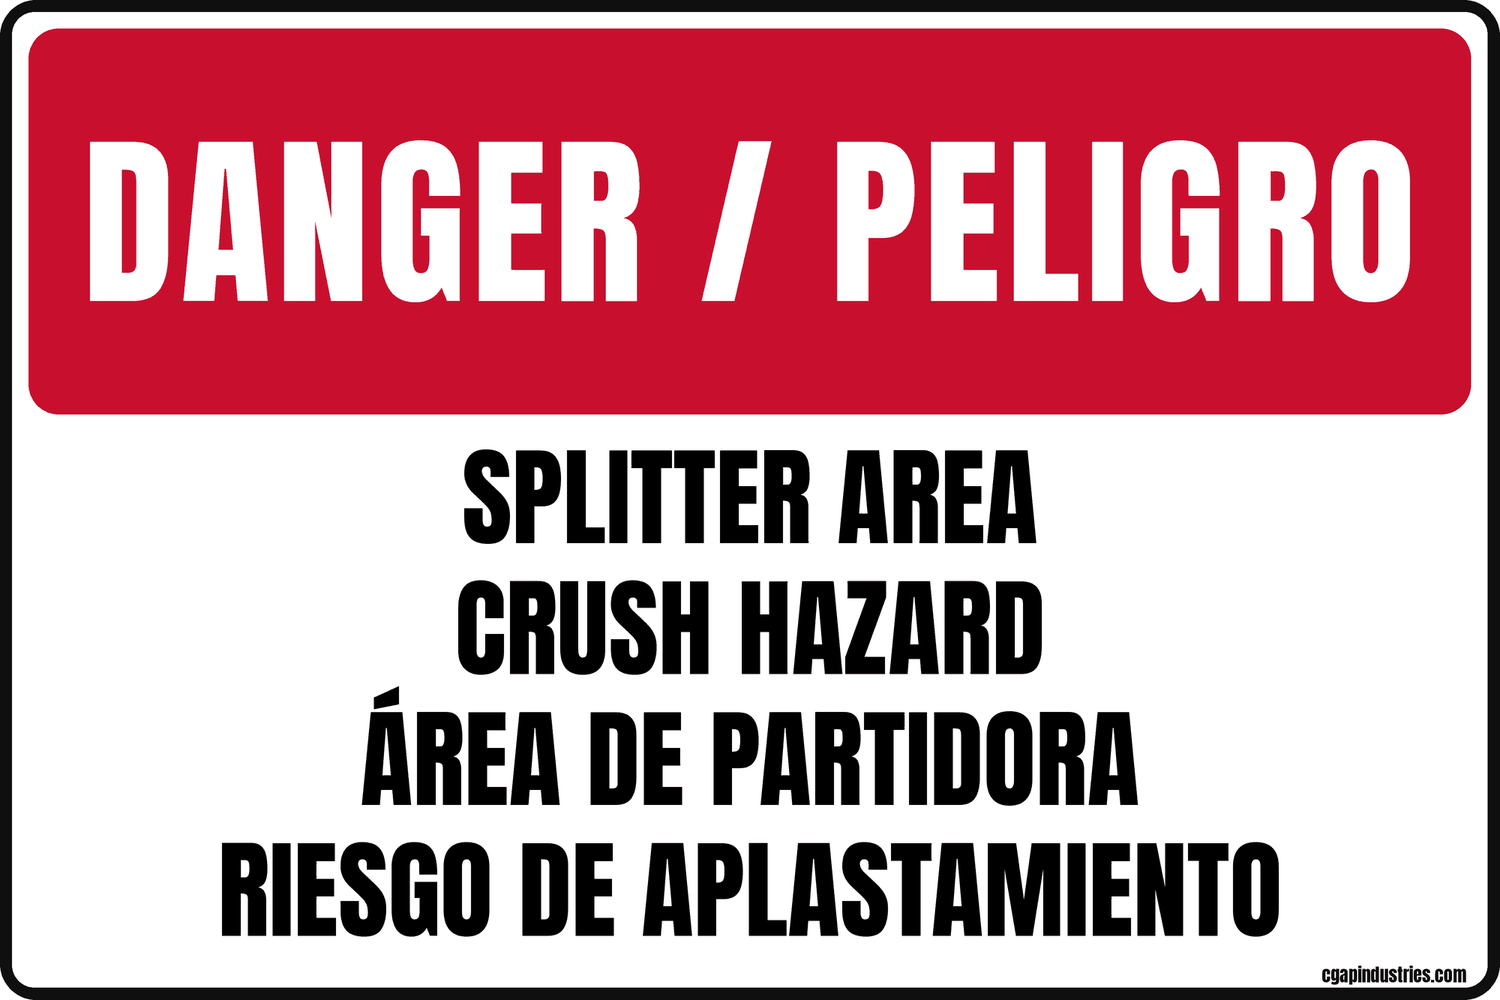 DANGER / PELIGRO
SPLITTER AREA
CRUSH HAZARD
ÁREA DE PARTIDORA
RIESGO DE APLASTAMIENTO
cgapindustries.com